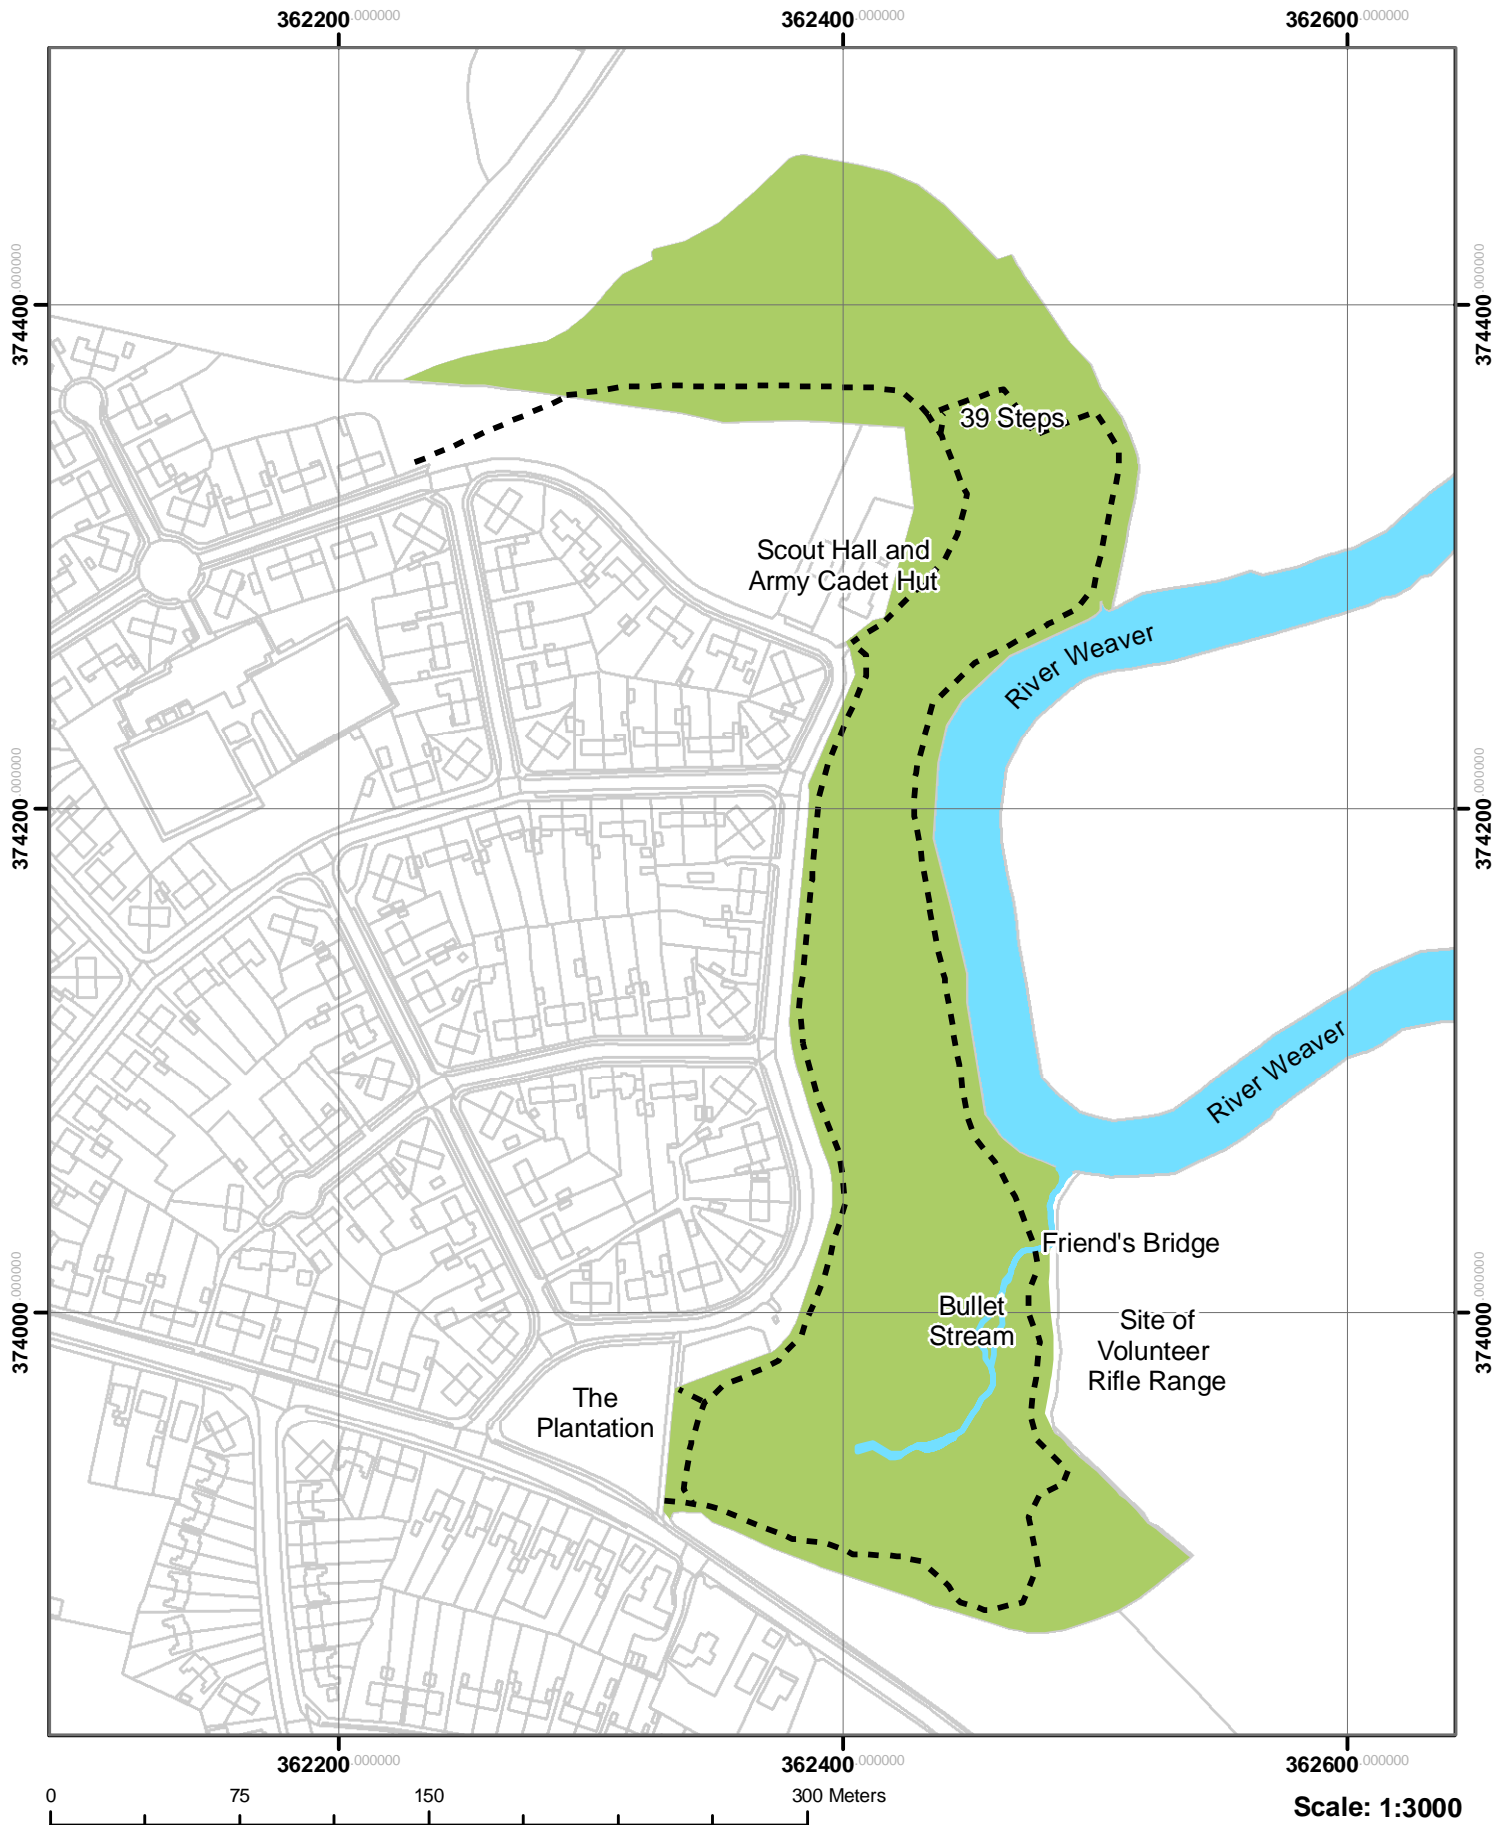 362200.000000 362400.000000 362600.000000
374400.000000
374400.000000
39 Steps
Scout Hall and
Army Cadet Hut
River Weaver
374200.000000
374200.000000
River Weaver
Friend's Bridge
374000.000000
374000.000000
Bullet
Stream
Site of
Volunteer
Rifle Range
The
Plantation
362200.000000 362400.000000 362600.000000
0 75 150 300 Meters
Scale: 1:3000